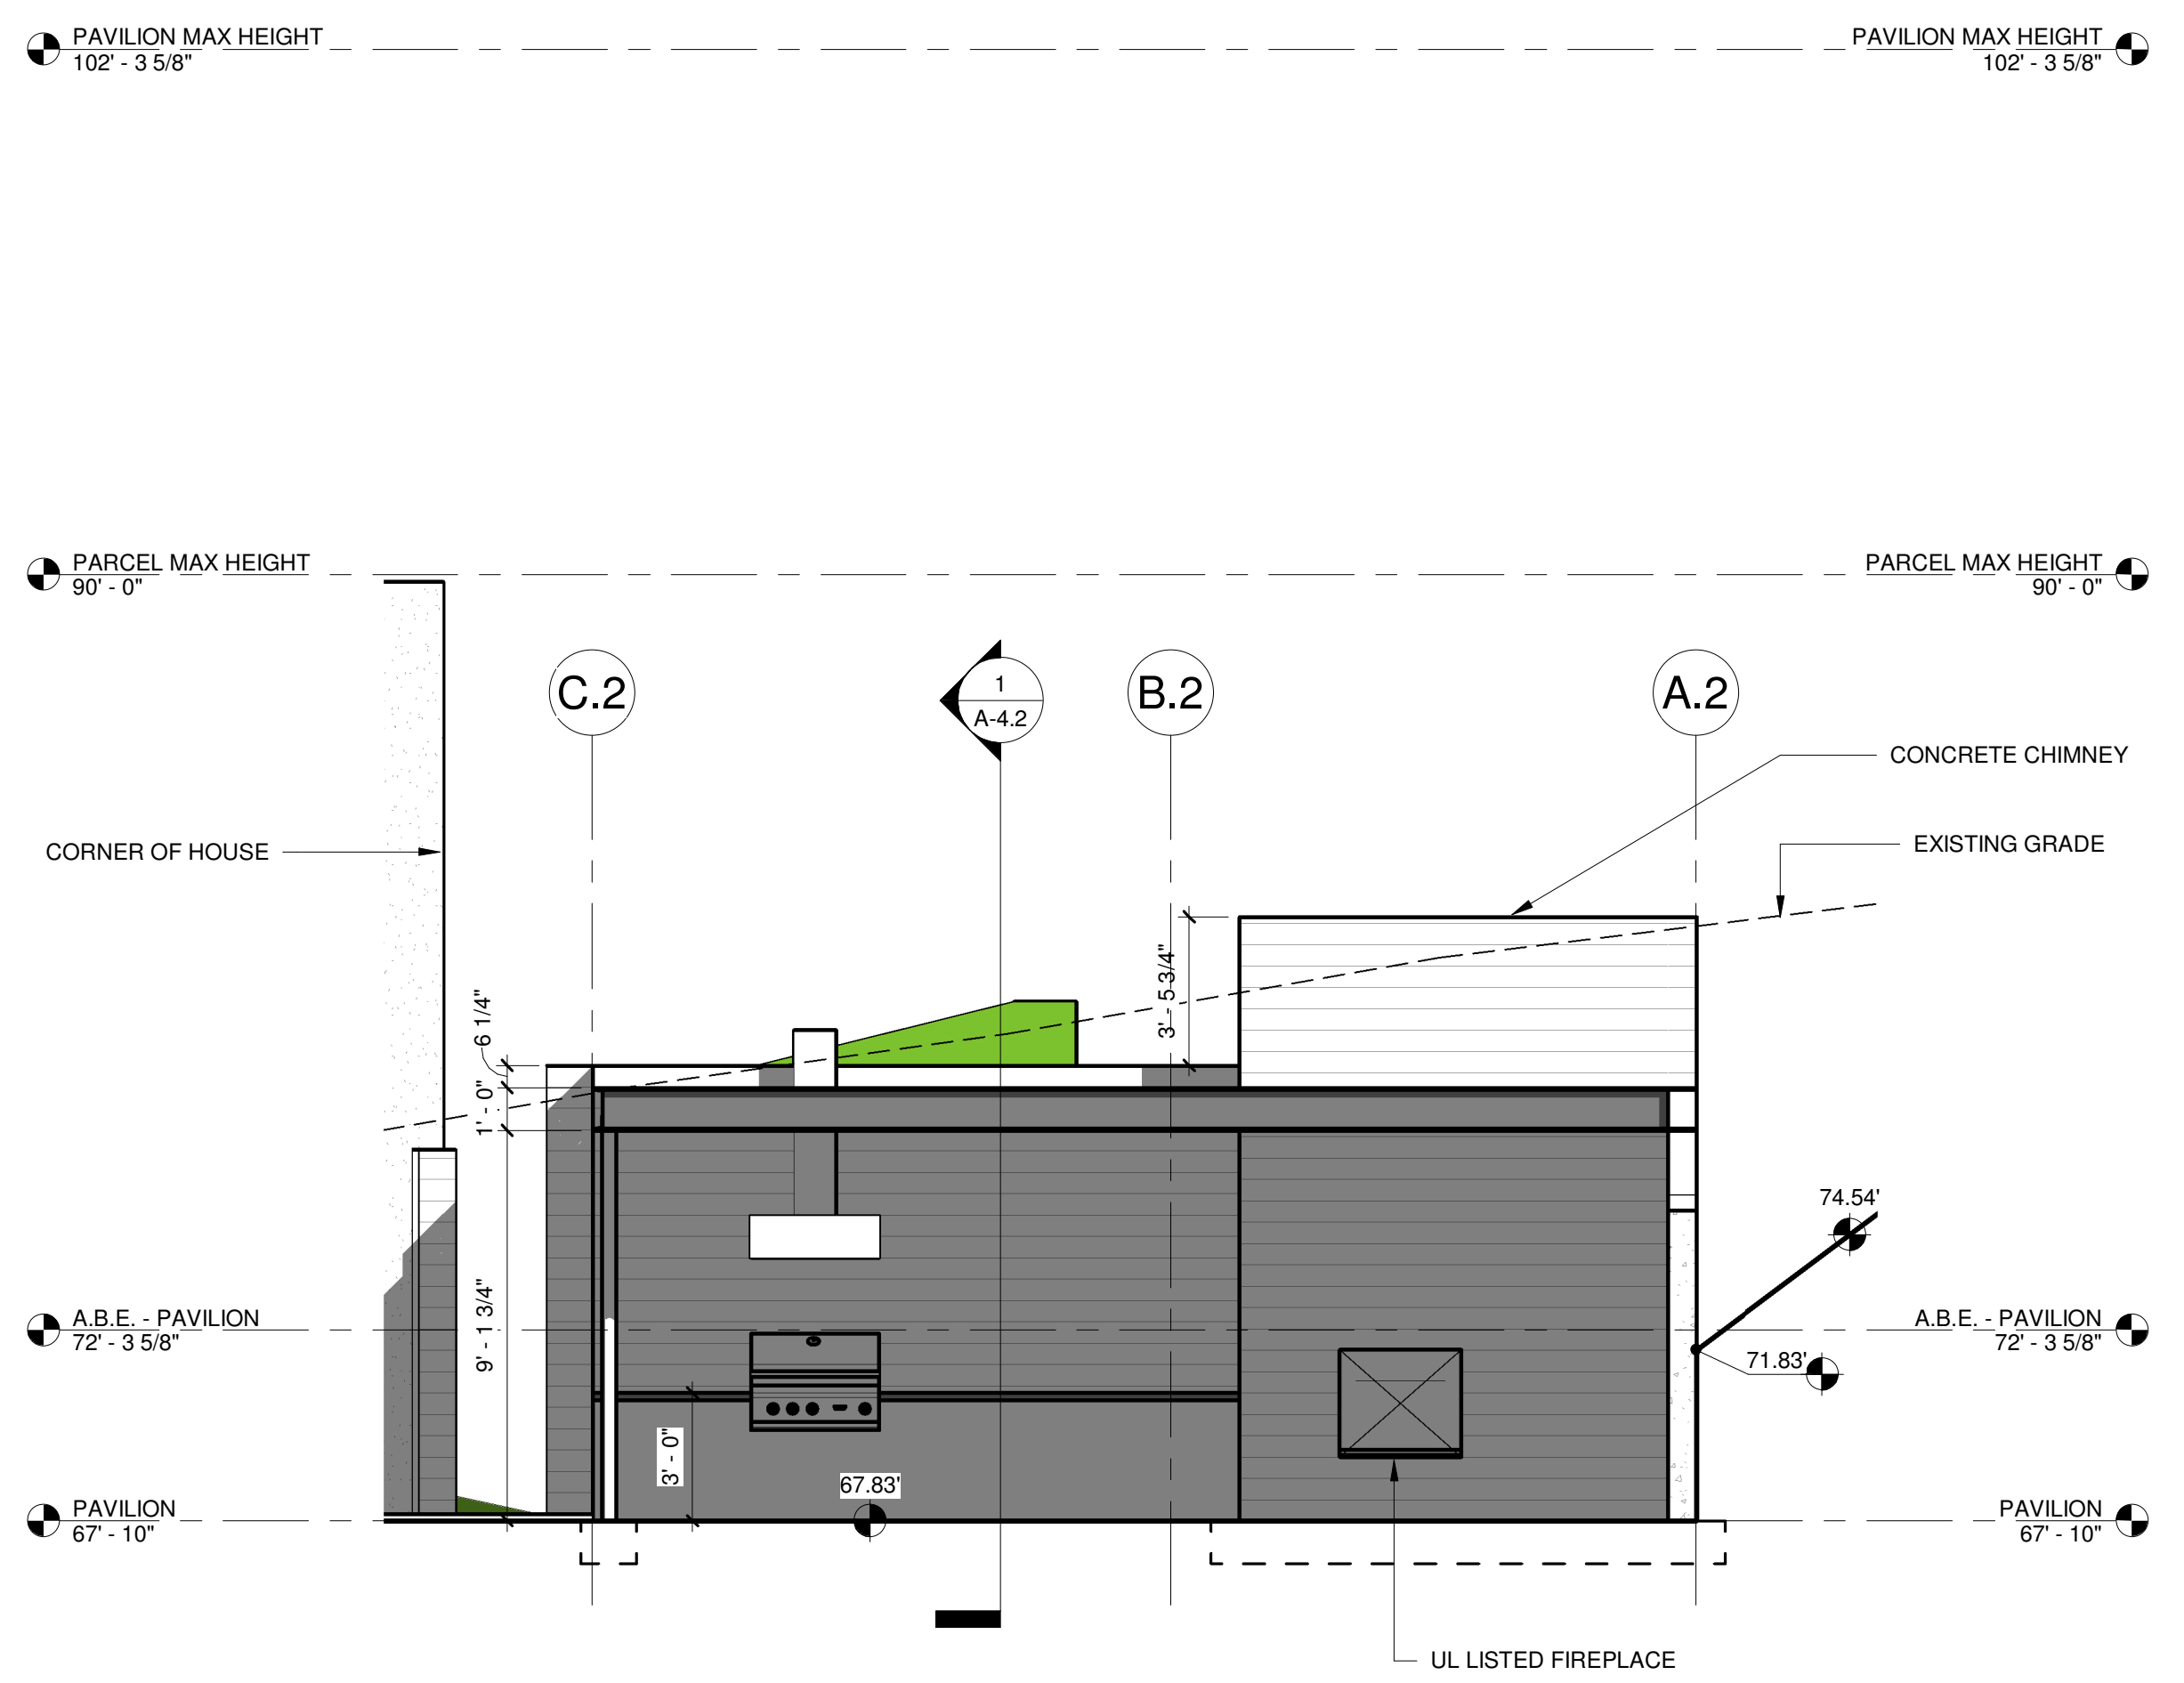 PAVILION MAX HEIGHT
102' - 3 5/8"
PAVILION MAX HEIGHT
102' - 3 5/8"
PARCEL MAX HEIGHT
90' - 0"
PARCEL MAX HEIGHT
90' - 0"
C.2
1
A-4.2
B.2
A.2
CONCRETE CHIMNEY
CORNER OF HOUSE
EXISTING GRADE
3' - 5 3/4"
6 1/4"
1' - 0"
74.54'
9' - 1 3/4"
A.B.E. - PAVILION
72' - 3 5/8"
A.B.E. - PAVILION
72' - 3 5/8"
71.83'
3' - 0"
67.83'
PAVILION
67' - 10"
PAVILION
67' - 10"
UL LISTED FIREPLACE